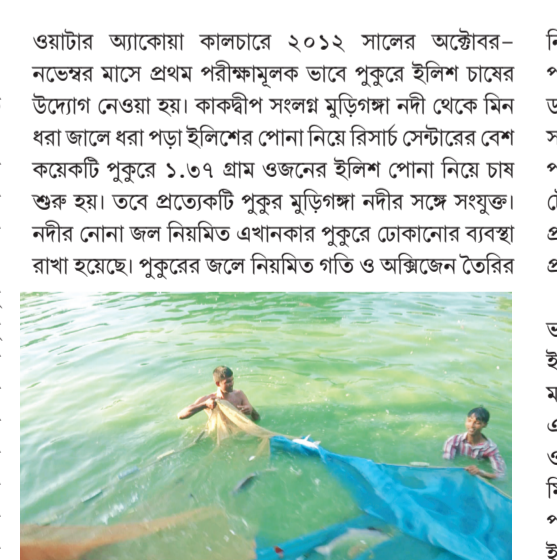 ওয়াটার অ্যাকোয়া কালচারে ২০১২ সালের অক্টোবর–
নভেম্বর মাসে প্রথম পরীক্ষামূলক ভাবে পুকুরে ইলিশ চাষের
উদ্যোগ নেওয়া হয়। কাকদ্বীপ সংলগ্ন মুড়িগঙ্গা নদী থেকে মিন
ধরা জালে ধরা পড়া ইলিশের পোনা নিয়ে রিসার্চ সেন্টারের বেশ
কয়েকটি পুকুরে ১.৩৭ গ্রাম ওজনের ইলিশ পোনা নিয়ে চাষ
শুরু হয়। তবে প্রত্যেকটি পুকুর মুড়িগঙ্গা নদীর সঙ্গে সংযুক্ত।
নদীর নোনা জল নিয়মিত এখানকার পুকুরে ঢোকানোর ব্যবস্থা
রাখা হয়েছে। পুকুরের জলে নিয়মিত গতি ও অক্সিজেন তৈরির